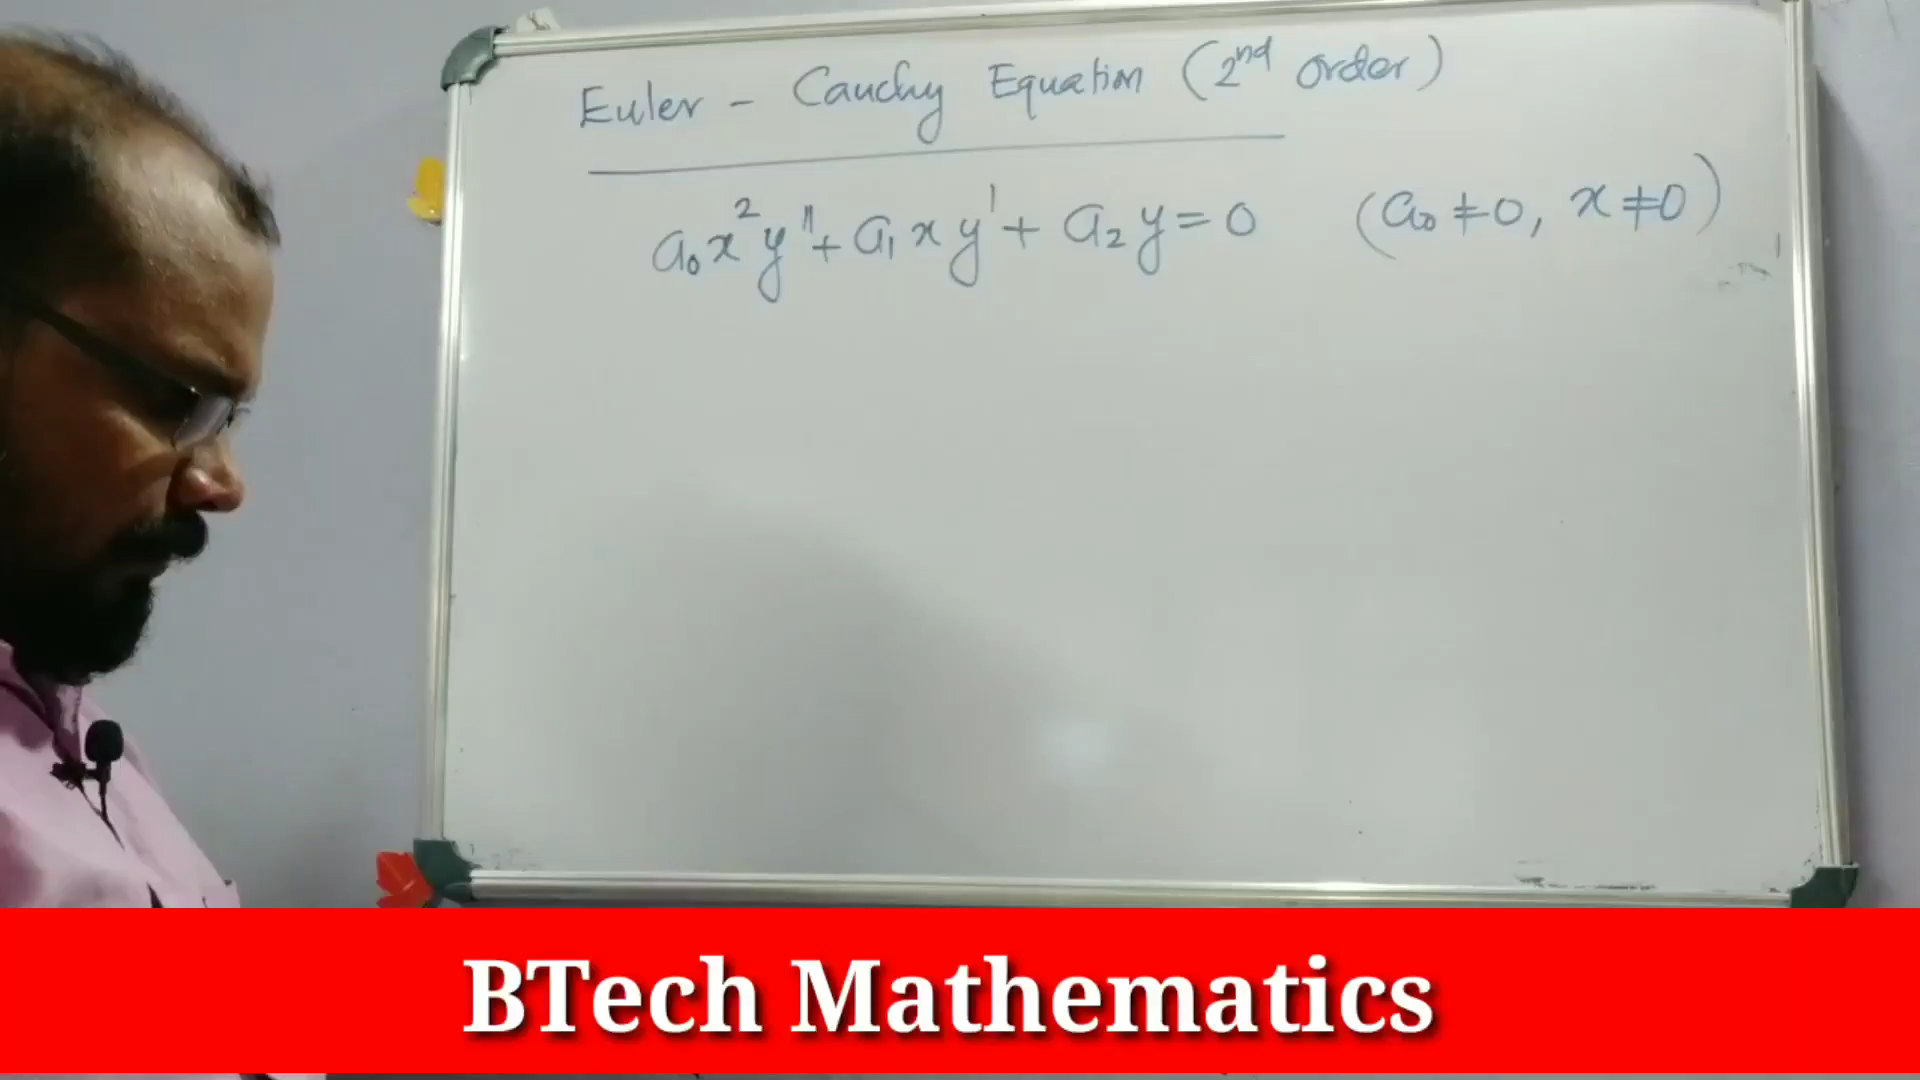 Euler - Cauchy Equation (2nd order)
a₀x²y'' + a₁xy' + a₂y = 0 (a₀ ≠ 0, x ≠ 0)
BTech Mathematics